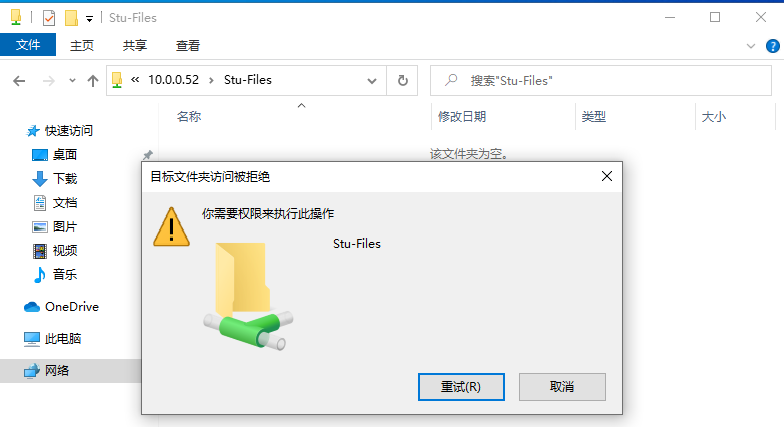 Stu-Files
文件 主页 共享 查看
« 10.0.0.52 › Stu-Files 搜索"Stu-Files"
名称 修改日期 类型 大小
快速访问
该文件夹为空。
桌面
下载
文档
图片
视频
音乐
OneDrive
此电脑
网络
目标文件夹访问被拒绝
你需要权限来执行此操作
Stu-Files
重试(R) 取消